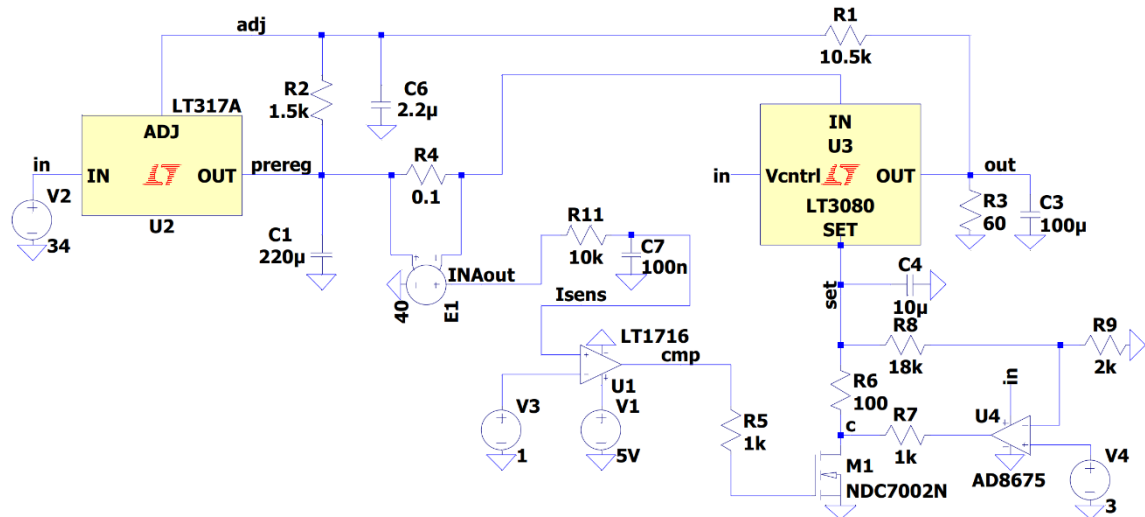 adj
R1
10.5k
LT317A
R2
1.5k
C6
2.2µ
ADJ
in
IN
OUT
prereg
U2
V2
34
R4
0.1
C1
220µ
IN
U3
in
Vcntrl
OUT
out
LT3080
SET
R3
60
C3
100µ
R11
10k
C7
100n
INAout
E1
40
Isens
set
C4
10µ
LT1716
cmp
U1
R8
18k
R9
2k
R6
100
in
V3
1
V1
5V
R5
1k
c
R7
1k
U4
AD8675
V4
3
M1
NDC7002N